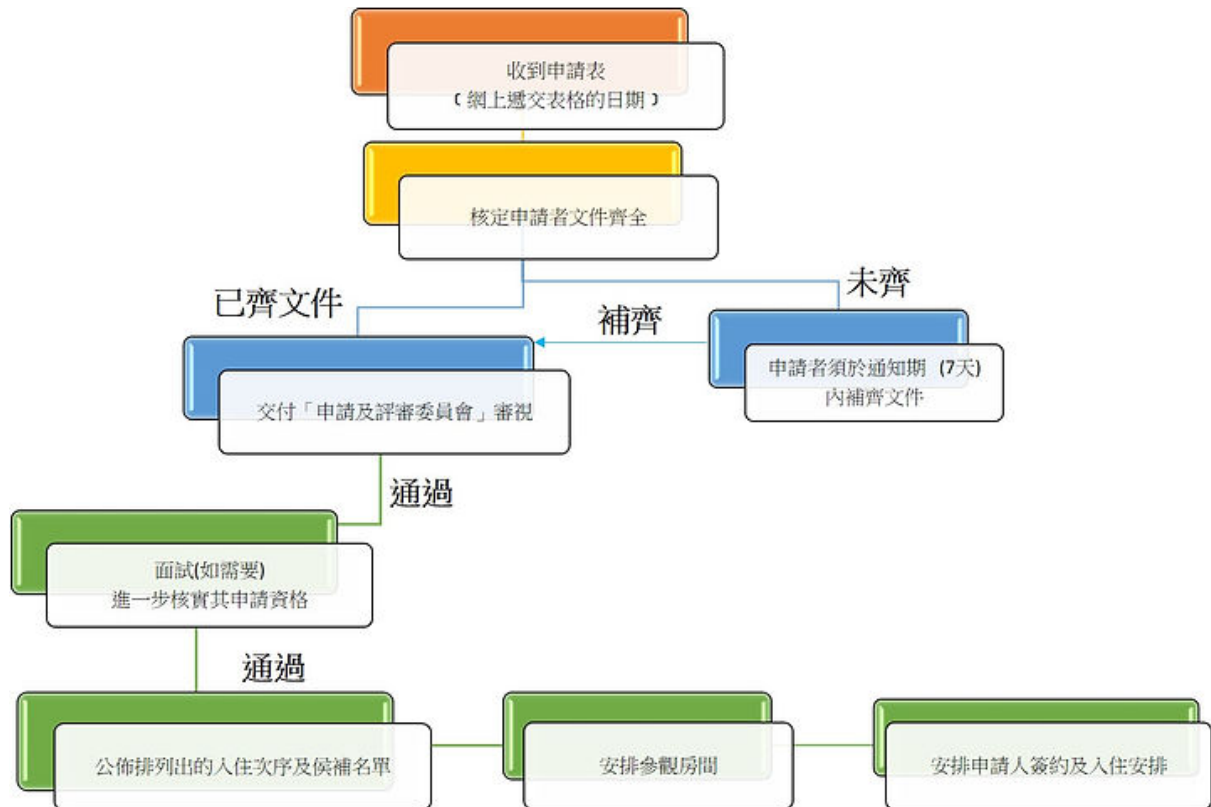 收到申請表
(網上遞交表格的日期)
核定申請者文件齊全
已齊文件
未齊
補齊
申請者須於通知期 (7天)
內補齊文件
交付「申請及評審委員會」審視
通過
面試(如需要)
進一步核實其申請資格
通過
公佈排列出的入住次序及侯補名單
安排參觀房間
安排申請人簽約及入住安排